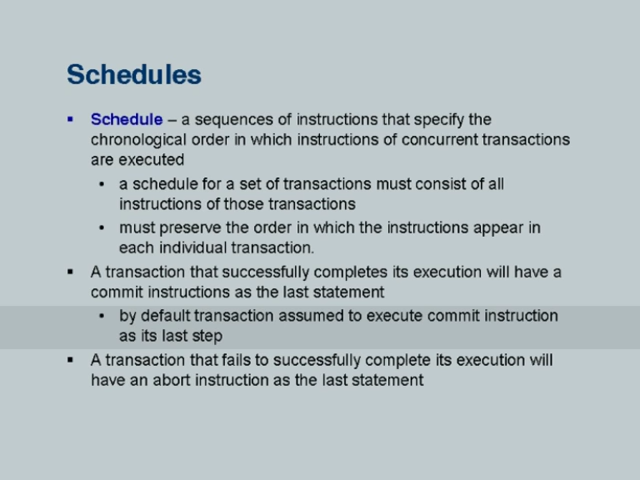 Schedules
▪ Schedule – a sequences of instructions that specify the
chronological order in which instructions of concurrent transactions
are executed
• a schedule for a set of transactions must consist of all
instructions of those transactions
• must preserve the order in which the instructions appear in
each individual transaction.
▪ A transaction that successfully completes its execution will have a
commit instructions as the last statement
• by default transaction assumed to execute commit instruction
as its last step
▪ A transaction that fails to successfully complete its execution will
have an abort instruction as the last statement